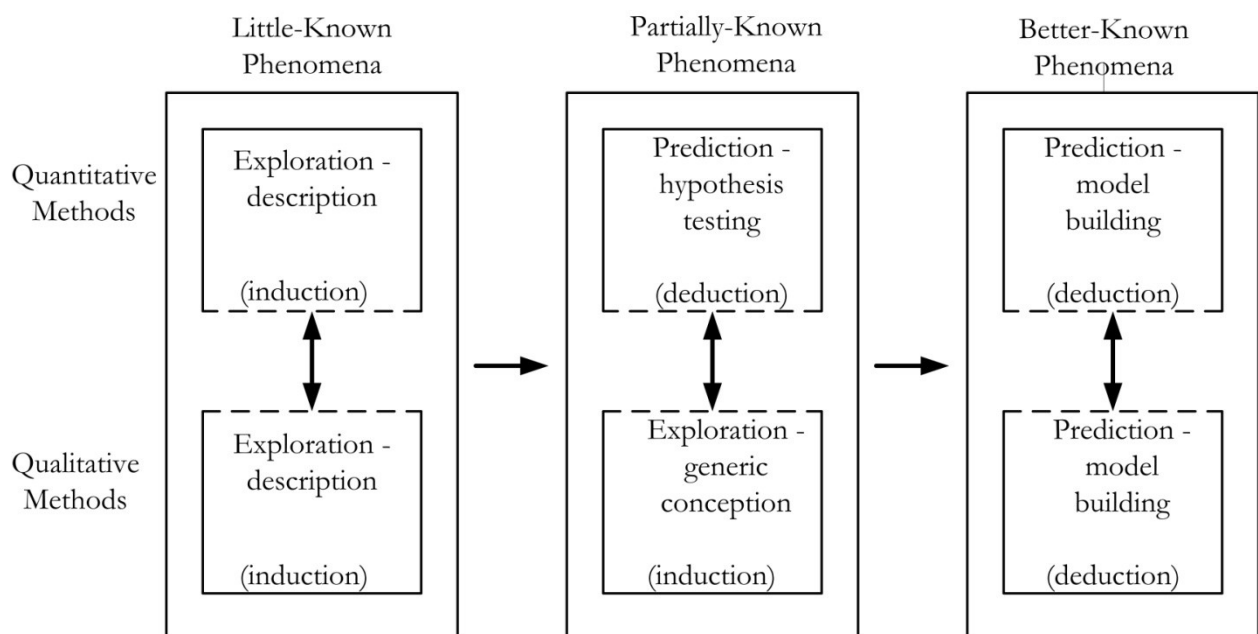 Little-Known
Phenomena
Partially-Known
Phenomena
Better-Known
Phenomena
Quantitative
Methods
Exploration -
description
(induction)
Prediction -
hypothesis
testing
(deduction)
Prediction -
model
building
(deduction)
Qualitative
Methods
Exploration -
description
(induction)
Exploration -
generic
conception
(induction)
Prediction -
model
building
(deduction)